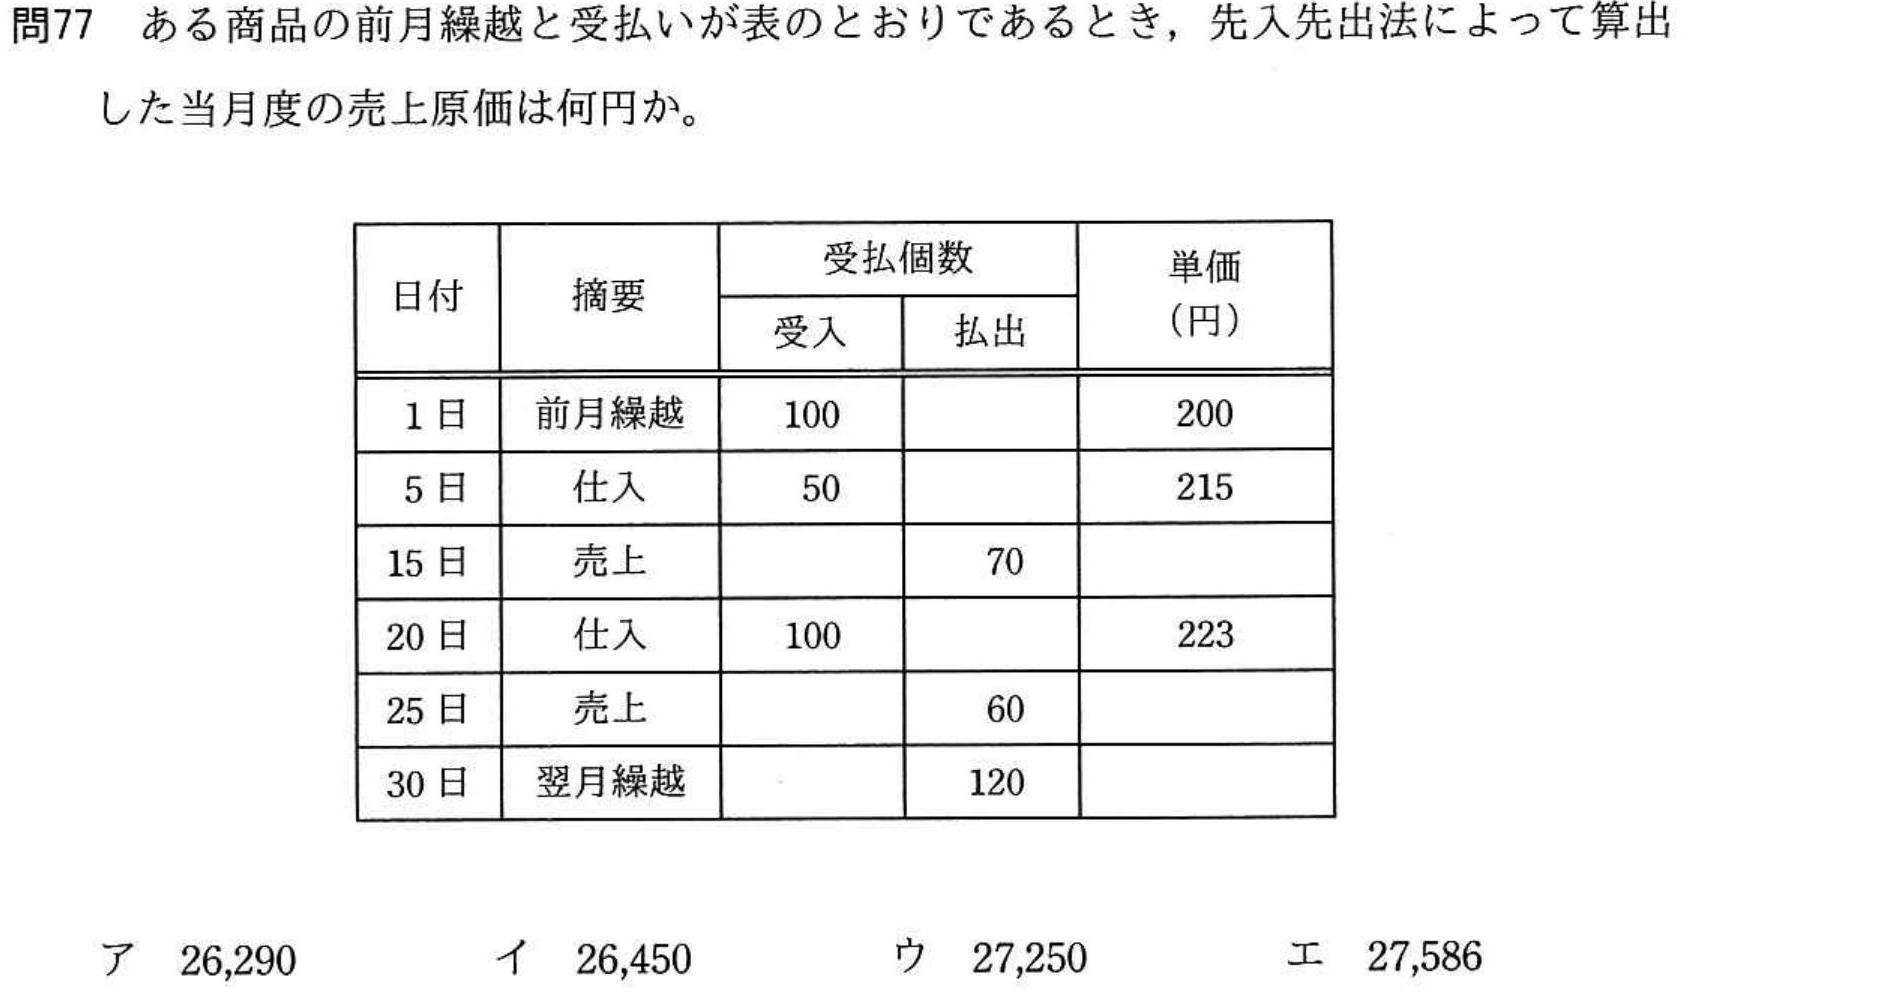 問77 ある商品の前月繰越と受払いが表のとおりであるとき，先入先出法によって算出
した当月度の売上原価は何円か。
日付 摘要 受払個数 単価（円）
受入 払出
1日 前月繰越 100 200
5日 仕入 50 215
15日 売上 70
20日 仕入 100 223
25日 売上 60
30日 翌月繰越 120
ア 26,290 イ 26,450 ウ 27,250 エ 27,586